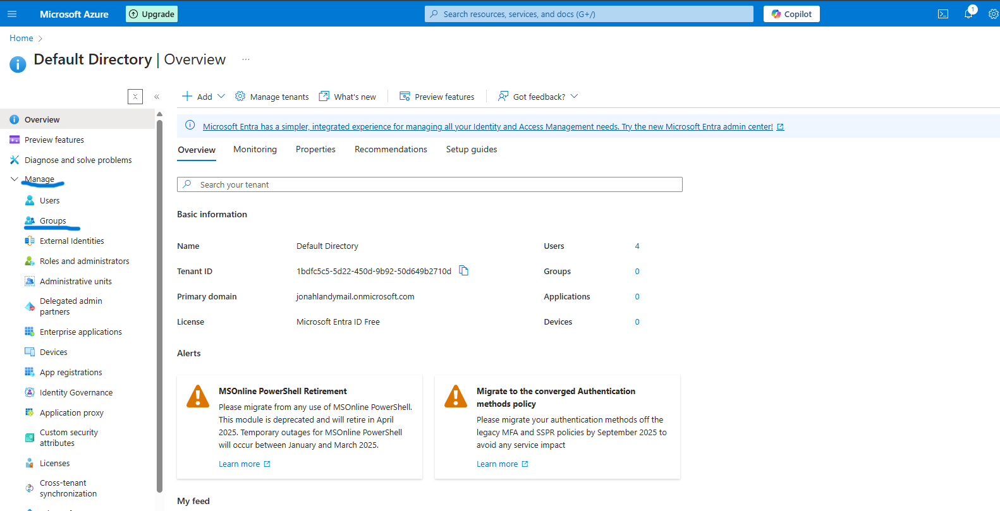 Microsoft Azure
Upgrade
Search resources, services, and docs (G+/)
Copilot
1
Home
Default Directory | Overview
Add
Manage tenants
What's new
Preview features
Got feedback?
Overview
Preview features
Diagnose and solve problems
Manage
Users
Groups
External Identities
Roles and administrators
Administrative units
Delegated admin
partners
Enterprise applications
Devices
App registrations
Identity Governance
Application proxy
Custom security
attributes
Licenses
Cross-tenant
synchronization
Microsoft Entra has a simpler, integrated experience for managing all your Identity and Access Management needs. Try the new Microsoft Entra admin center!
Overview Monitoring Properties Recommendations Setup guides
Search your tenant
Basic information
Name Default Directory Users 4
Tenant ID 1bdfc5c5-5d22-450d-9b92-50d649b2710d Groups 0
Primary domain jonahlandymail.onmicrosoft.com Applications 0
License Microsoft Entra ID Free Devices 0
Alerts
MSOnline PowerShell Retirement
Please migrate from any use of MSOnline PowerShell.
This module is deprecated and will retire in April
2025. Temporary outages for MSOnline PowerShell
will occur between January and March 2025.
Learn more
Migrate to the converged Authentication
methods policy
Please migrate your authentication methods off the
legacy MFA and SSPR policies by September 2025 to
avoid any service impact
Learn more
My feed